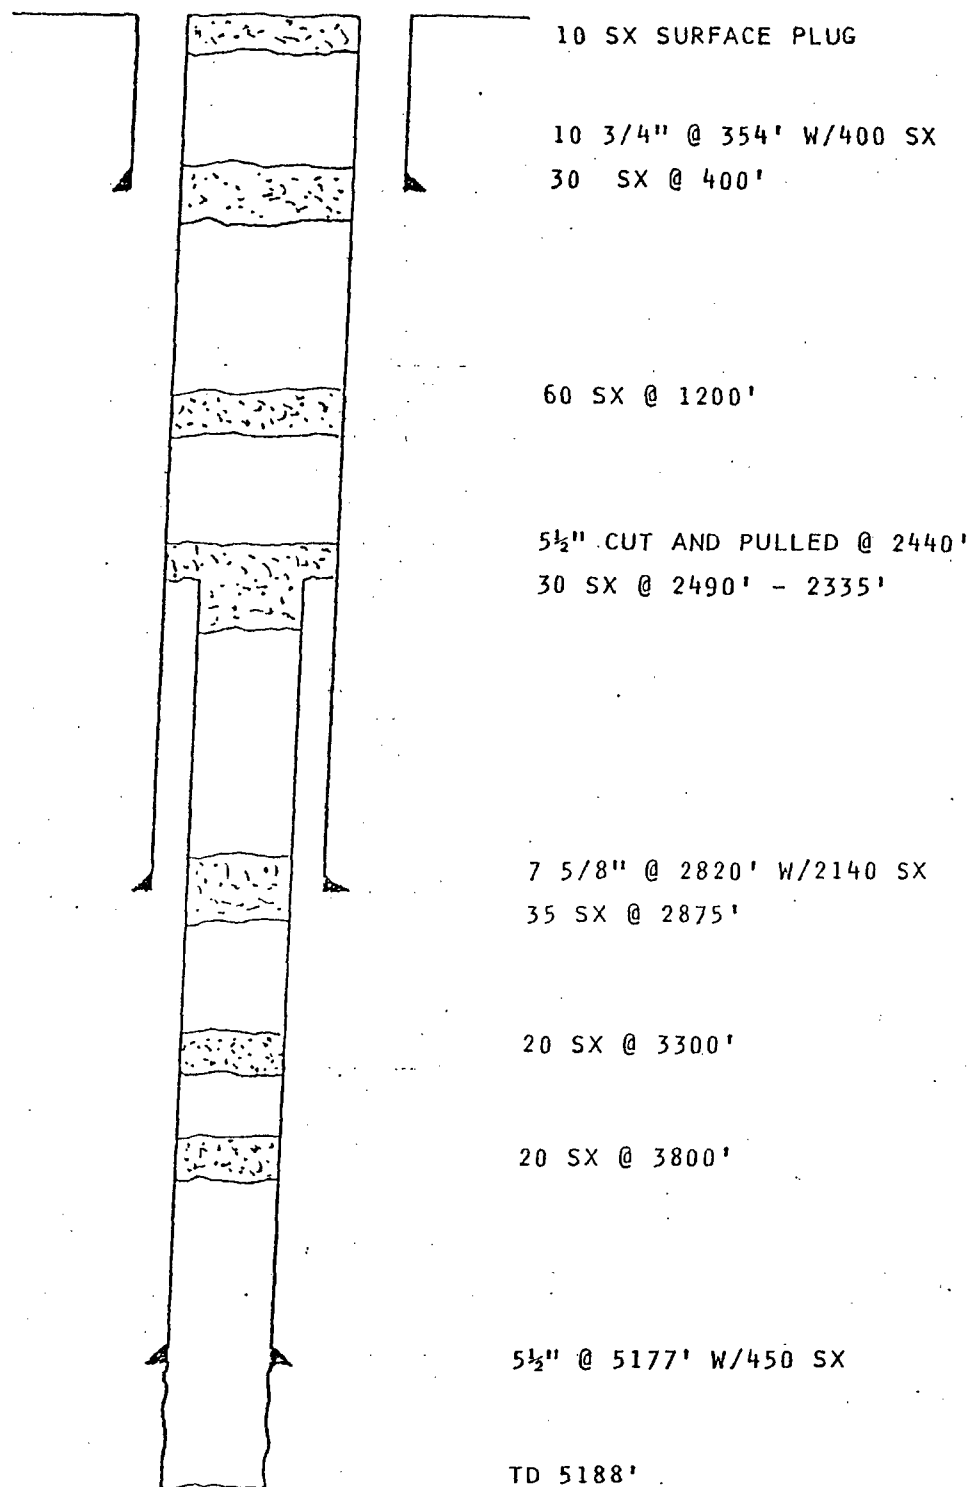 10 SX SURFACE PLUG
10 3/4" @ 354' W/400 SX
30 SX @ 400'
60 SX @ 1200'
5½" CUT AND PULLED @ 2440'
30 SX @ 2490' - 2335'
7 5/8" @ 2820' W/2140 SX
35 SX @ 2875'
20 SX @ 3300'
20 SX @ 3800'
5½" @ 5177' W/450 SX
TD 5188'